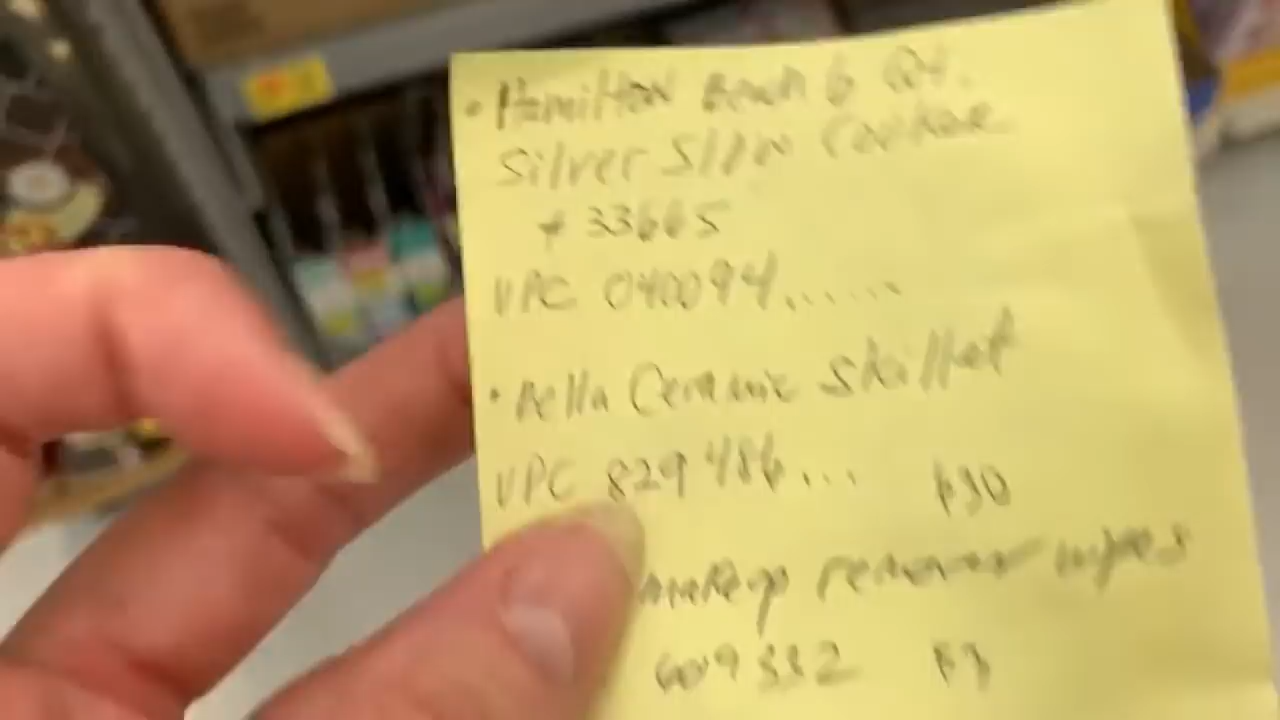 • Hamilton Beach 6 Qt.
Silver Slow Cooker
# 33665
UPC 040094......
• Bella Ceramic Skillet
UPC 829486... $30
makeup remover wipes
609332 $3